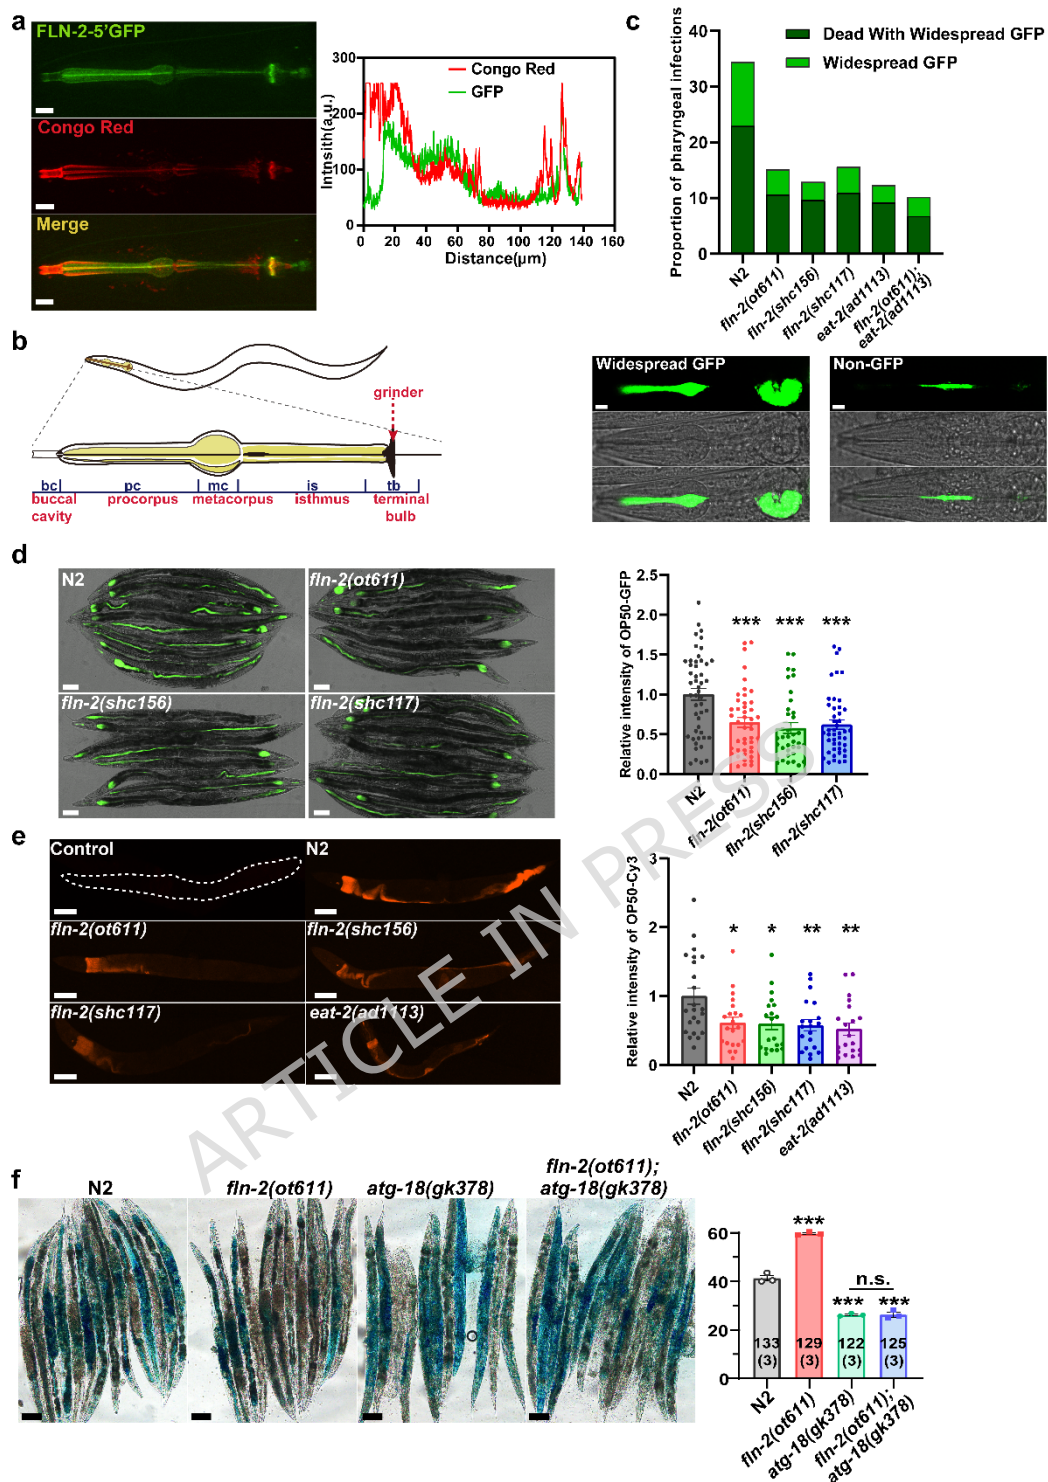 a
FLN-2-5'GFP
Congo Red
Merge
300
200
100
0
Intnsith(a.u.)
Congo Red
GFP
0 20 40 60 80 100 120 140 160
Distance(μm)
c
40
30
20
10
0
Proportion of pharyngeal infections
Dead With Widespread GFP
Widespread GFP
N2
fln-2(ot611)
fln-2(shc156)
fln-2(shc117)
eat-2(ad1113)
fln-2(ot611);
eat-2(ad1113)
b
grinder
bc pc mc is tb
buccal procorpus metacorpus isthmus terminal
cavity bulb
Widespread GFP
Non-GFP
d
N2
fln-2(ot611)
fln-2(shc156)
fln-2(shc117)
2.5
2.0
1.5
1.0
0.5
0.0
Relative intensity of OP50-GFP
*** *** ***
N2
fln-2(ot611)
fln-2(shc156)
fln-2(shc117)
e
Control
N2
fln-2(ot611)
fln-2(shc156)
fln-2(shc117)
eat-2(ad1113)
3
2
1
0
Relative intensity of OP50-Cy3
* * ** **
N2
fln-2(ot611)
fln-2(shc156)
fln-2(shc117)
eat-2(ad1113)
ARTICLE IN PRESS
f
N2
fln-2(ot611)
atg-18(gk378)
fln-2(ot611);
atg-18(gk378)
60
40
20
0
***
n.s.
*** ***
133 129 122 125
(3) (3) (3) (3)
N2
fln-2(ot611)
atg-18(gk378)
fln-2(ot611);
atg-18(gk378)